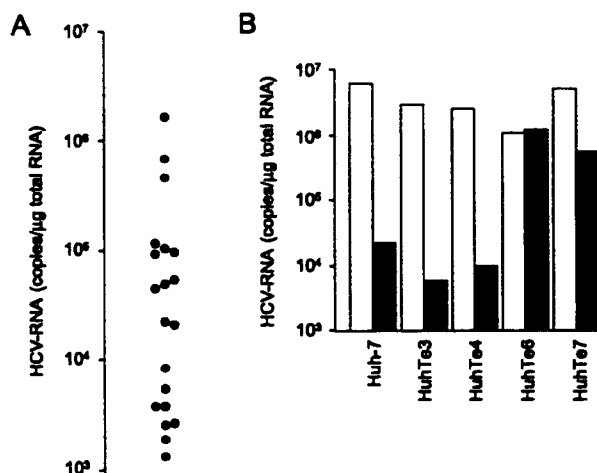 A
HCV-RNA (copies/µg total RNA)
10⁷
10⁶
10⁵
10⁴
10³
B
HCV-RNA (copies/µg total RNA)
10⁷
10⁶
10⁵
10⁴
10³
Huh-7
HuhTe3
HuhTe4
HuhTe6
HuhTe7